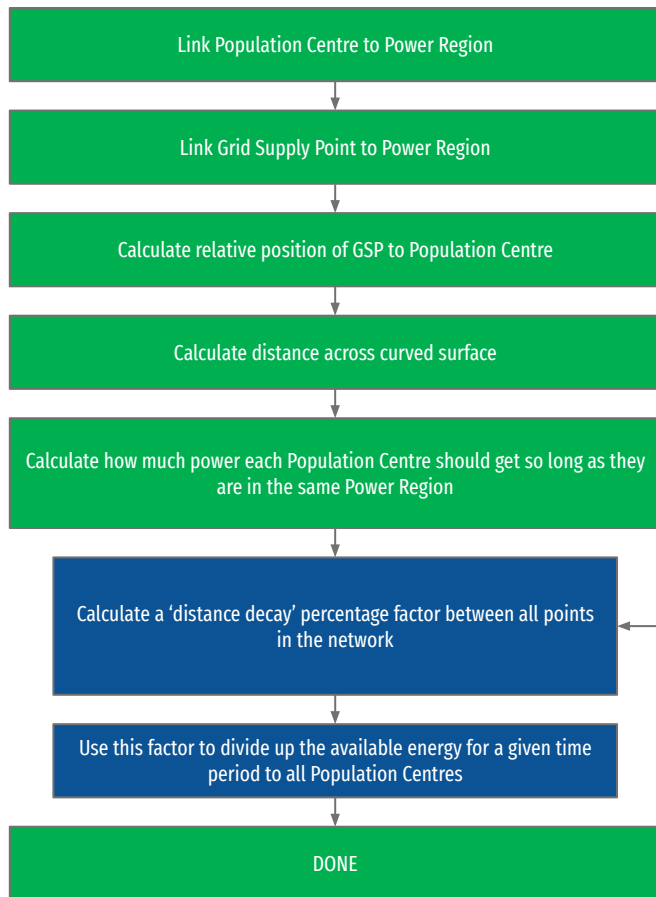 Link Population Centre to Power Region
Link Grid Supply Point to Power Region
Calculate relative position of GSP to Population Centre
Calculate distance across curved surface
Calculate how much power each Population Centre should get so long as they
are in the same Power Region
Calculate a ‘distance decay’ percentage factor between all points
in the network
Use this factor to divide up the available energy for a given time
period to all Population Centres
DONE